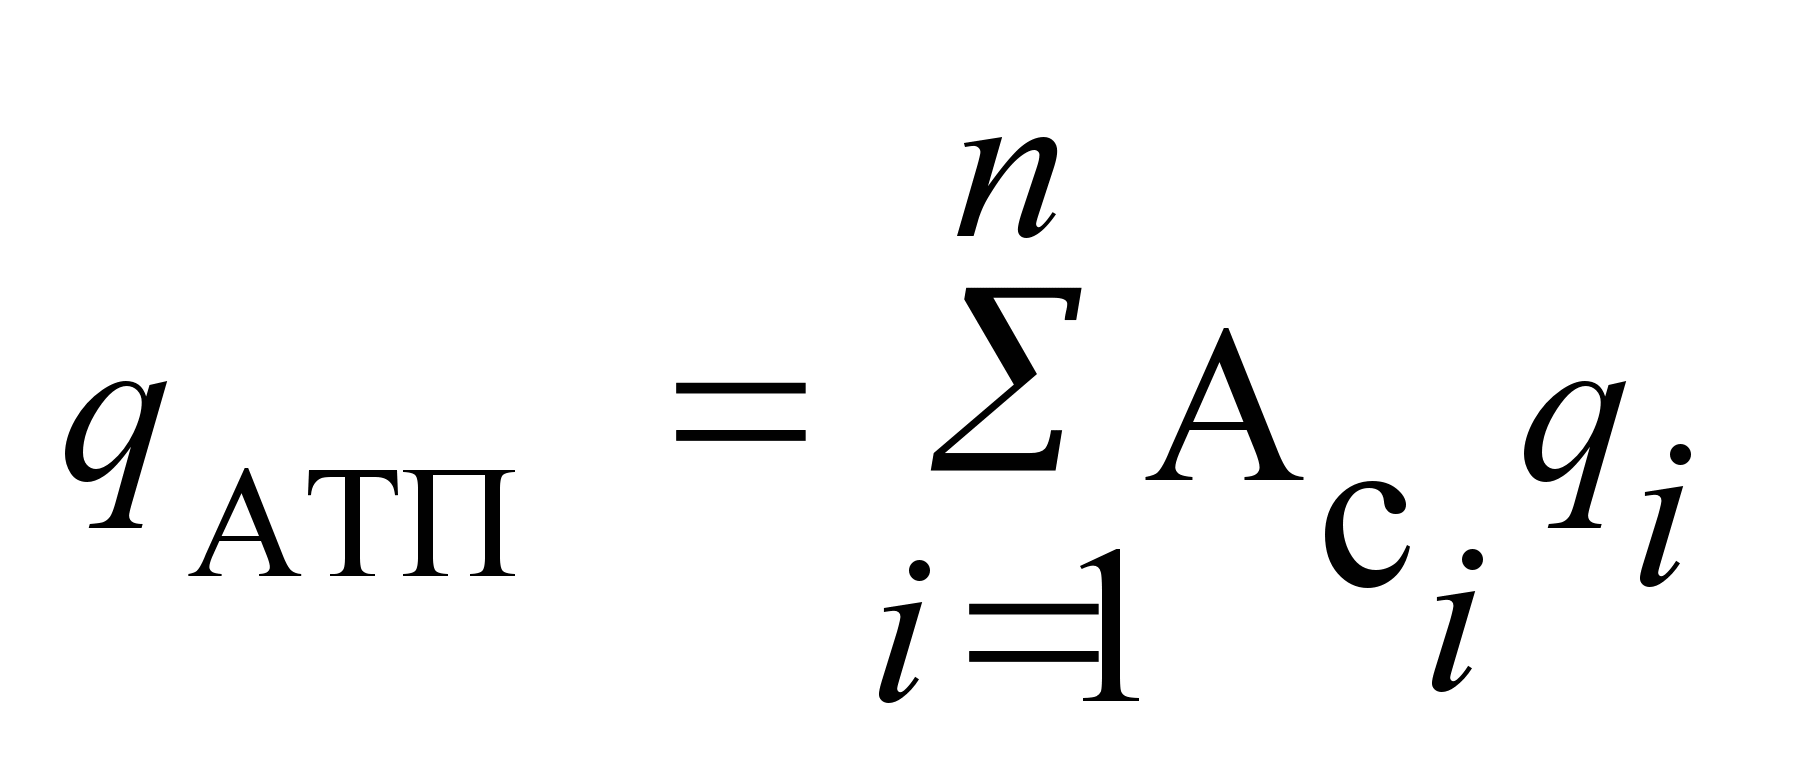 n
q АТП = Σ А с i q i
i=1